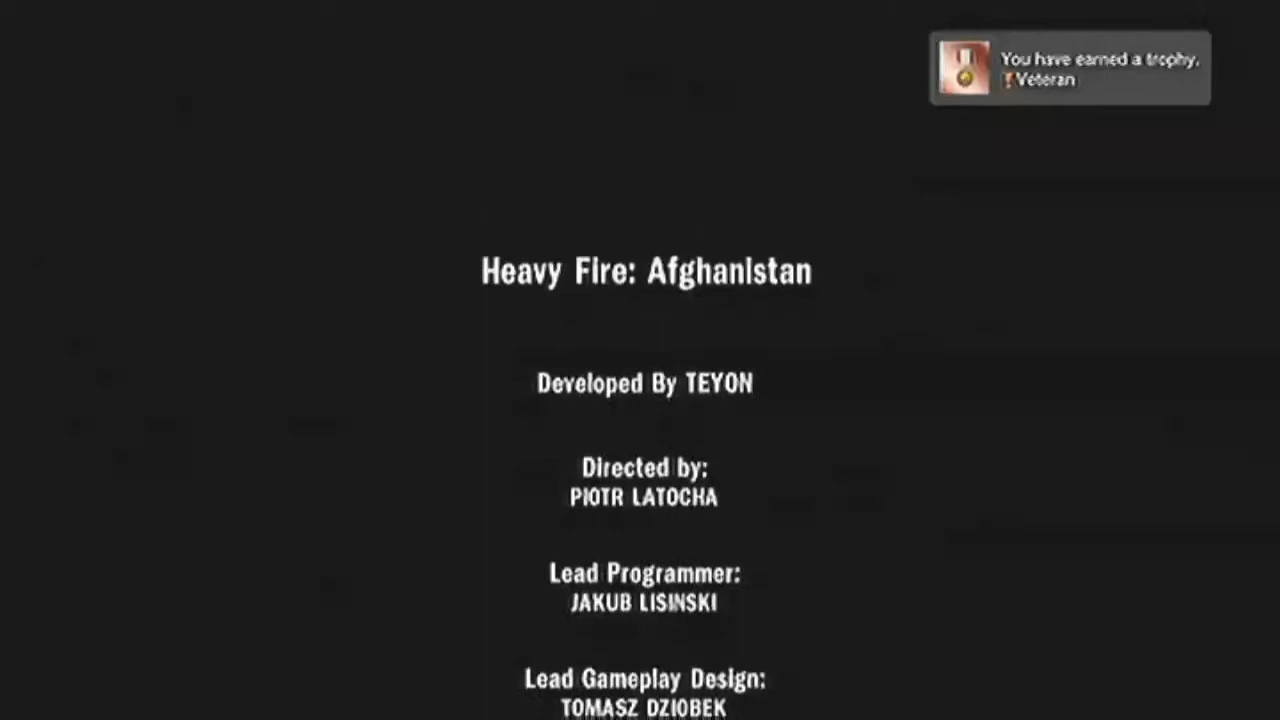 You have earned a trophy.
Veteran
Heavy Fire: Afghanistan
Developed By TEYON
Directed by:
PIOTR LATOCHA
Lead Programmer:
JAKUB LISINSKI
Lead Gameplay Design:
TOMASZ DZIOBEK